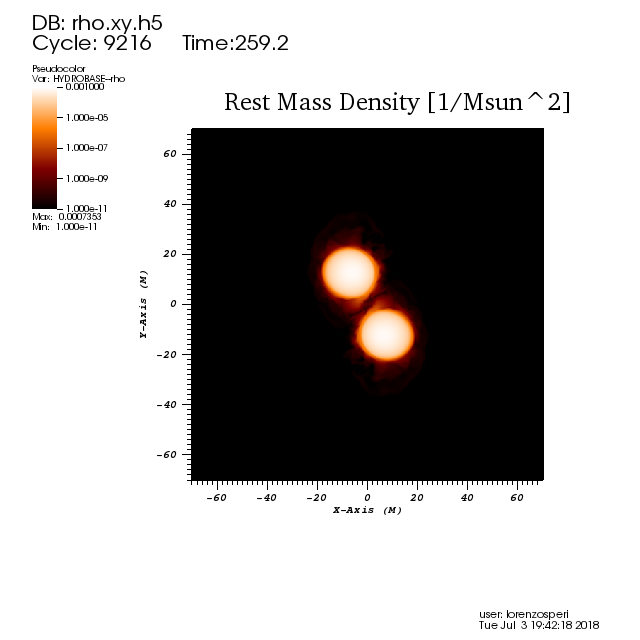 DB: rho.xy.h5
Cycle: 9216 Time:259.2
Pseudocolor
Var: HYDROBASE--rho
0.001000
1.000e-05
1.000e-07
1.000e-09
1.000e-11
Max: 0.0007353
Min: 1.000e-11
Rest Mass Density [1/Msun^2]
60
40
20
0
-20
-40
-60
Y-Axis (M)
-60 -40 -20 0 20 40 60
X-Axis (M)
user: lorenzosperi
Tue Jul 3 19:42:18 2018